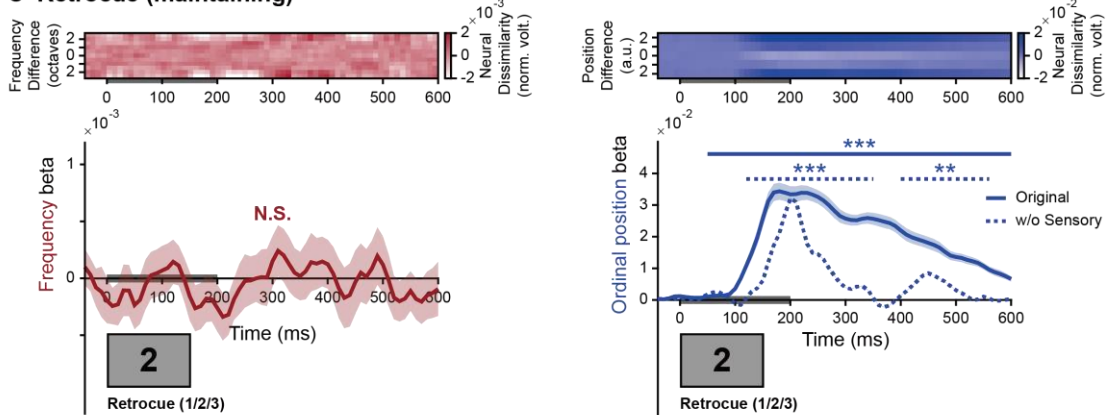 Retrocue (maintaining)
Frequency
Difference
(octaves)
2
0
2
0 100 200 300 400 500 600
×10⁻³
2
0
-2
Neural
Dissimilarity
(norm. volt.)
Position
Difference
(a.u.)
2
0
2
0 100 200 300 400 500 600
×10⁻²
2
0
-2
Neural
Dissimilarity
(norm. volt.)
×10⁻³
Frequency beta
1
0
N.S.
0 100 200 300 400 500 600
Time (ms)
2
Retrocue (1/2/3)
×10⁻²
Ordinal position beta
4
3
2
1
0
***
*** **
Original
w/o Sensory
0 100 200 300 400 500 600
Time (ms)
2
Retrocue (1/2/3)